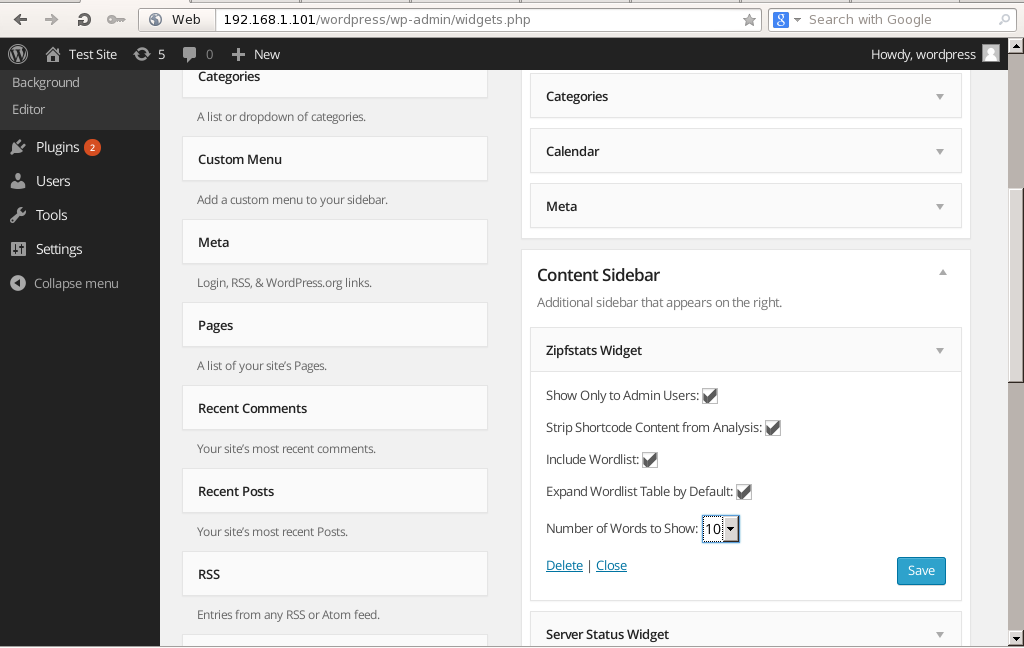 Web 192.168.1.101/wordpress/wp-admin/widgets.php 8 Search with Google
Test Site 5 0 New Howdy, wordpress
Background
Editor
Plugins 2
Users
Tools
Settings
Collapse menu
Categories
A list or dropdown of categories.
Custom Menu
Add a custom menu to your sidebar.
Meta
Login, RSS, & WordPress.org links.
Pages
A list of your site's Pages.
Recent Comments
Your site's most recent comments.
Recent Posts
Your site's most recent Posts.
RSS
Entries from any RSS or Atom feed.
Categories
Calendar
Meta
Content Sidebar
Additional sidebar that appears on the right.
Zipfstats Widget
Show Only to Admin Users:
Strip Shortcode Content from Analysis:
Include Wordlist:
Expand Wordlist Table by Default:
Number of Words to Show: 10
Delete | Close Save
Server Status Widget